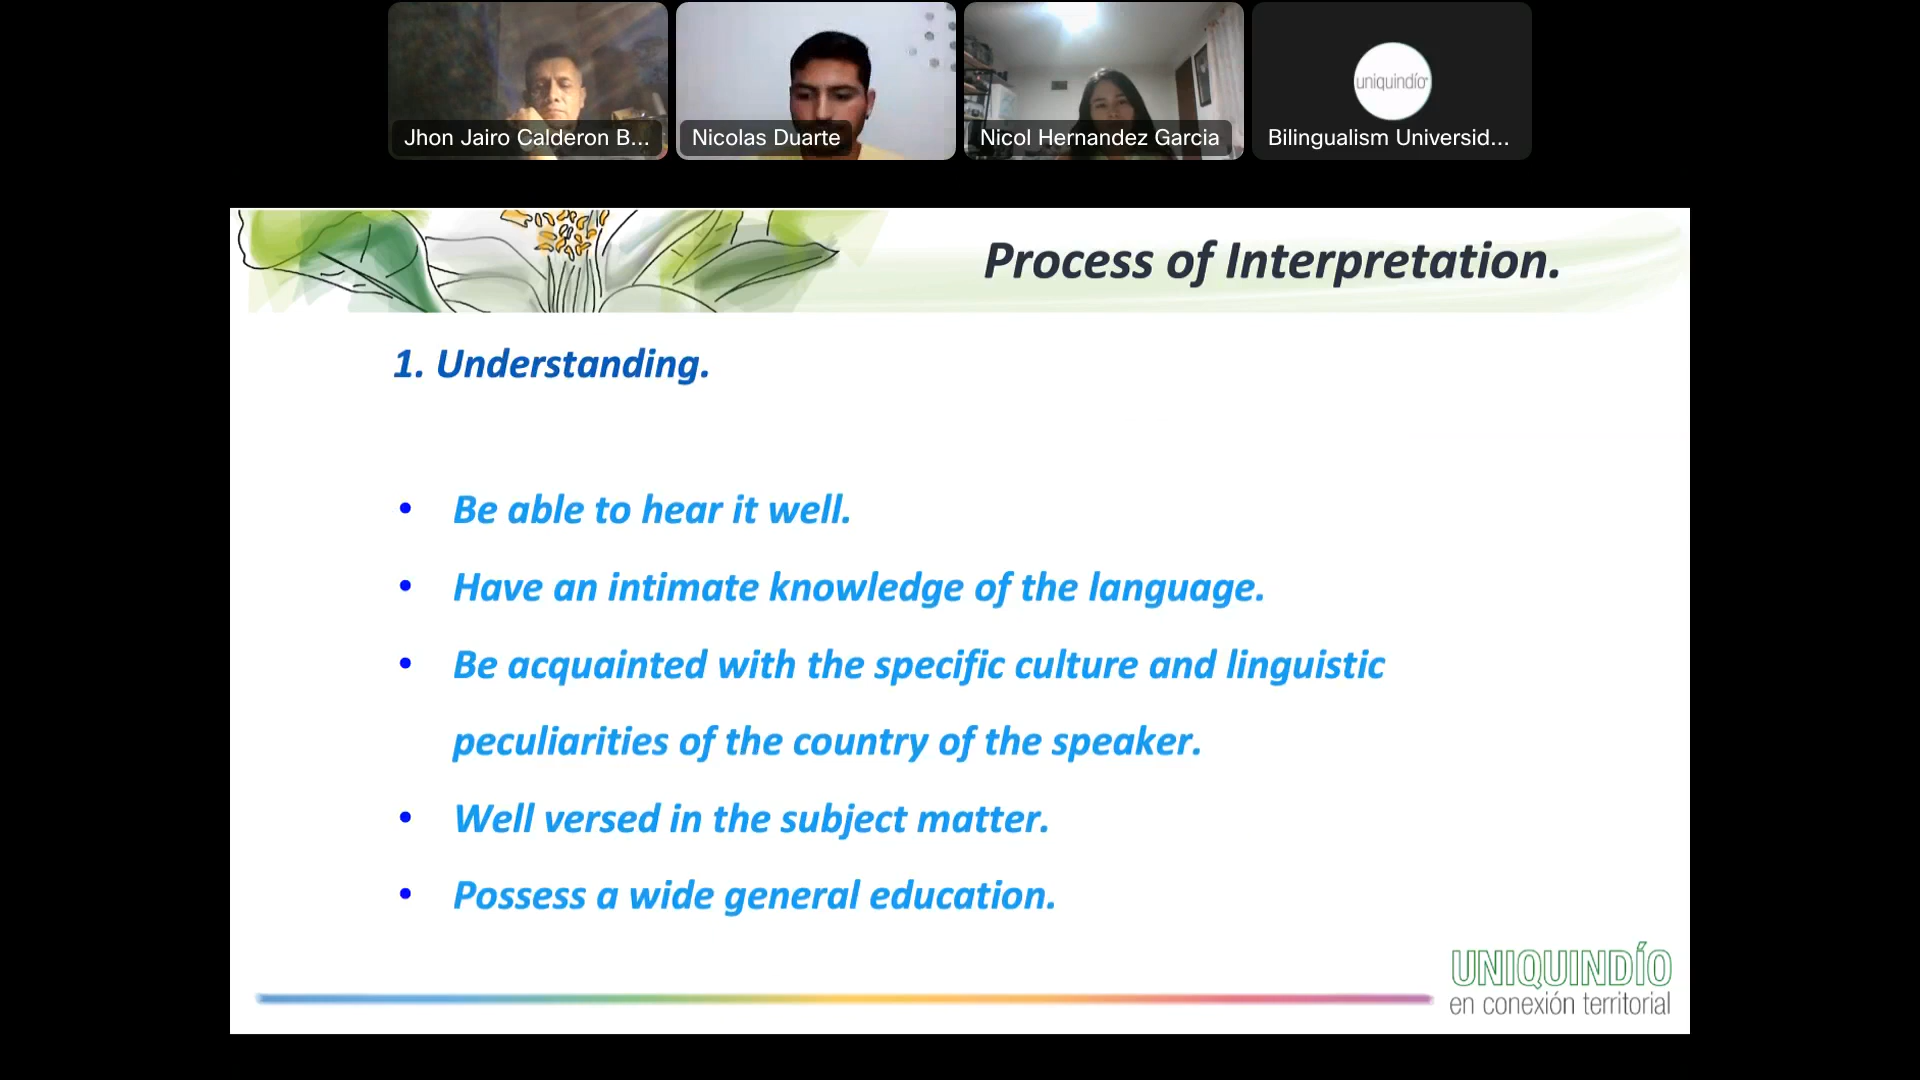 Jhon Jairo Calderon B...
Nicolas Duarte
Nicol Hernandez Garcia
uniquindío
Bilingualism Universid...
Process of Interpretation.
1. Understanding.
• Be able to hear it well.
• Have an intimate knowledge of the language.
• Be acquainted with the specific culture and linguistic
peculiarities of the country of the speaker.
• Well versed in the subject matter.
• Possess a wide general education.
UNIQUINDÍO
en conexión territorial